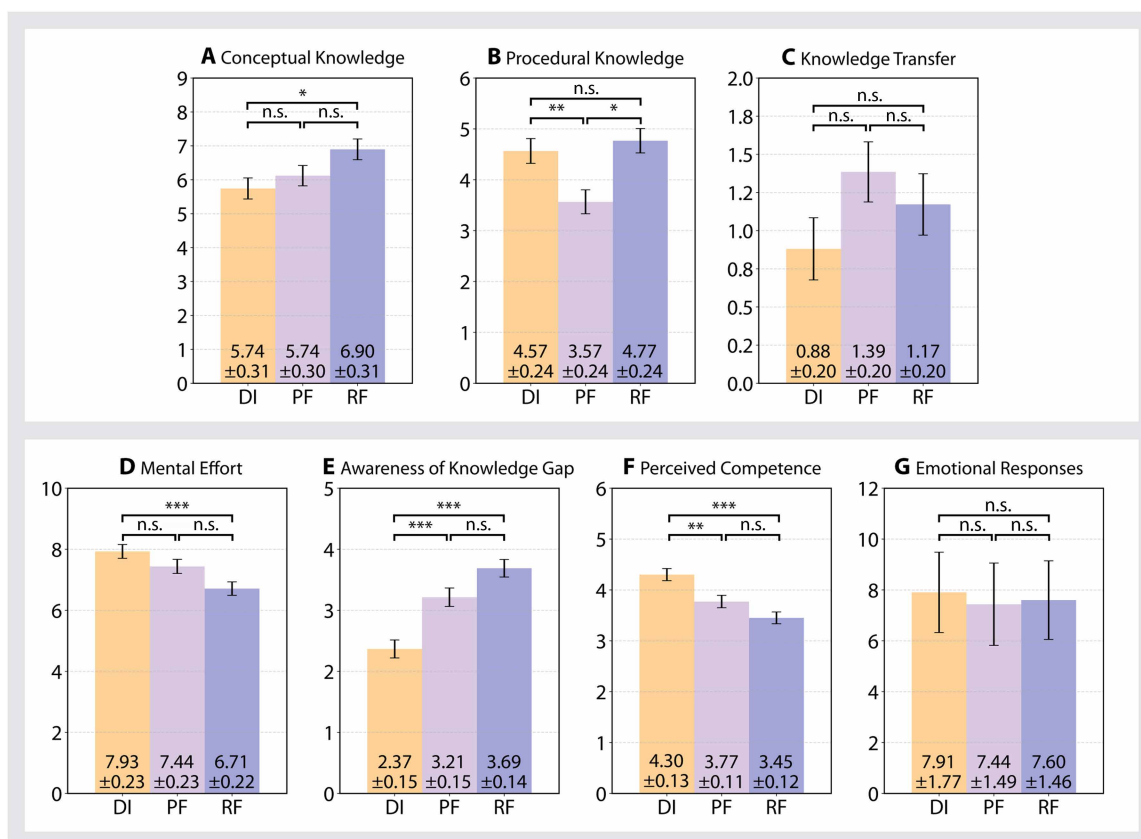 A Conceptual Knowledge
9
8
7
6
5
4
3
2
1
0
*
n.s.
n.s.
5.74
±0.31
5.74
±0.30
6.90
±0.31
DI
PF
RF
B Procedural Knowledge
6
5
4
3
2
1
0
n.s.
**
*
4.57
±0.24
3.57
±0.24
4.77
±0.24
DI
PF
RF
C Knowledge Transfer
2.0
1.8
1.5
1.2
1.0
0.8
0.5
0.2
0.0
n.s.
n.s.
n.s.
0.88
±0.20
1.39
±0.20
1.17
±0.20
DI
PF
RF
D Mental Effort
10
8
6
4
2
0
***
n.s.
n.s.
7.93
±0.23
7.44
±0.23
6.71
±0.22
DI
PF
RF
E Awareness of Knowledge Gap
5
4
3
2
1
0
***
***
n.s.
2.37
±0.15
3.21
±0.15
3.69
±0.14
DI
PF
RF
F Perceived Competence
6
5
4
3
2
1
0
***
**
n.s.
4.30
±0.13
3.77
±0.11
3.45
±0.12
DI
PF
RF
G Emotional Responses
12
10
8
6
4
2
0
n.s.
n.s.
n.s.
7.91
±1.77
7.44
±1.49
7.60
±1.46
DI
PF
RF